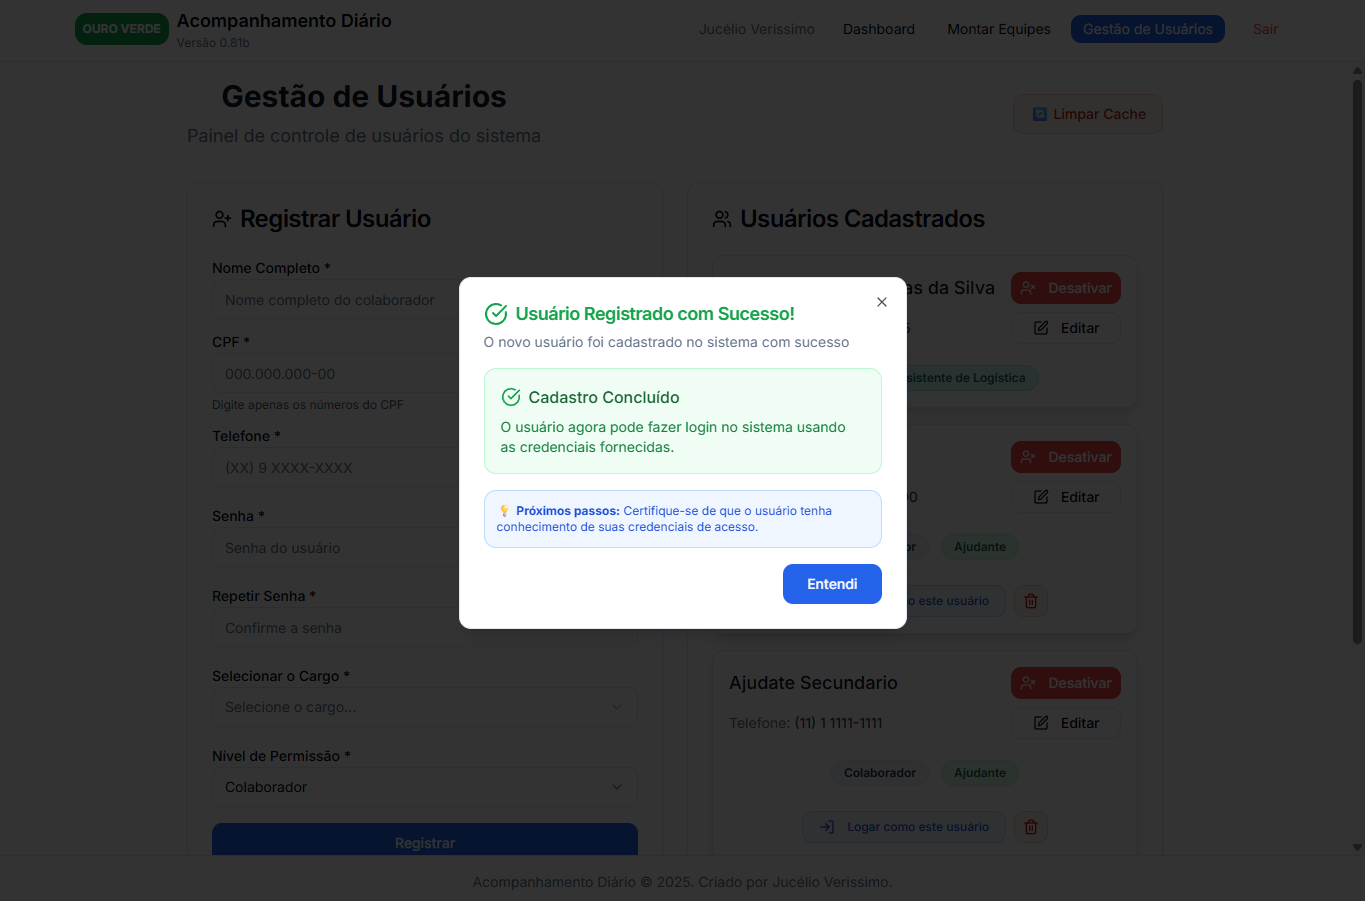 OURO VERDE
Acompanhamento Diário
Versão 0.81b
Jucélio Verissimo
Dashboard
Montar Equipes
Gestão de Usuários
Sair
Gestão de Usuários
Painel de controle de usuários do sistema
Limpar Cache
Registrar Usuário
Nome Completo *
Nome completo do colaborador
CPF *
000.000.000-00
Digite apenas os números do CPF
Telefone *
(XX) 9 XXXX-XXXX
Senha *
Senha do usuário
Repetir Senha *
Confirme a senha
Selecionar o Cargo *
Selecione o cargo...
Nível de Permissão *
Colaborador
Registrar
Usuário Registrado com Sucesso!
O novo usuário foi cadastrado no sistema com sucesso
Cadastro Concluído
O usuário agora pode fazer login no sistema usando
as credenciais fornecidas.
Próximos passos: Certifique-se de que o usuário tenha
conhecimento de suas credenciais de acesso.
Entendi
Usuários Cadastrados
as da Silva
Desativar
Editar
sistente de Logística
Desativar
00
Editar
or
Ajudante
o este usuário
Ajudate Secundario
Desativar
Telefone: (11) 1 1111-1111
Editar
Colaborador
Ajudante
Logar como este usuário
Acompanhamento Diário © 2025. Criado por Jucélio Verissimo.